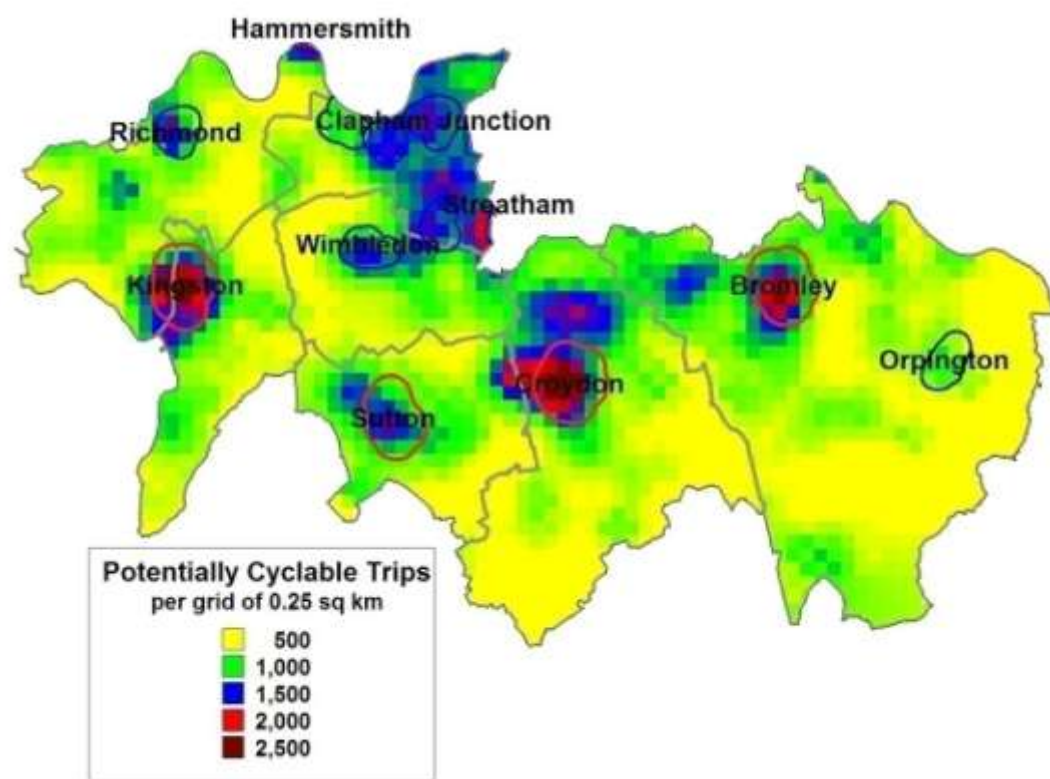 Hammersmith
Richmond
Clapham Junction
Streatham
Wimbledon
Kingston
Bromley
Orpington
Croydon
Sutton
Potentially Cyclable Trips
per grid of 0.25 sq km
500
1,000
1,500
2,000
2,500